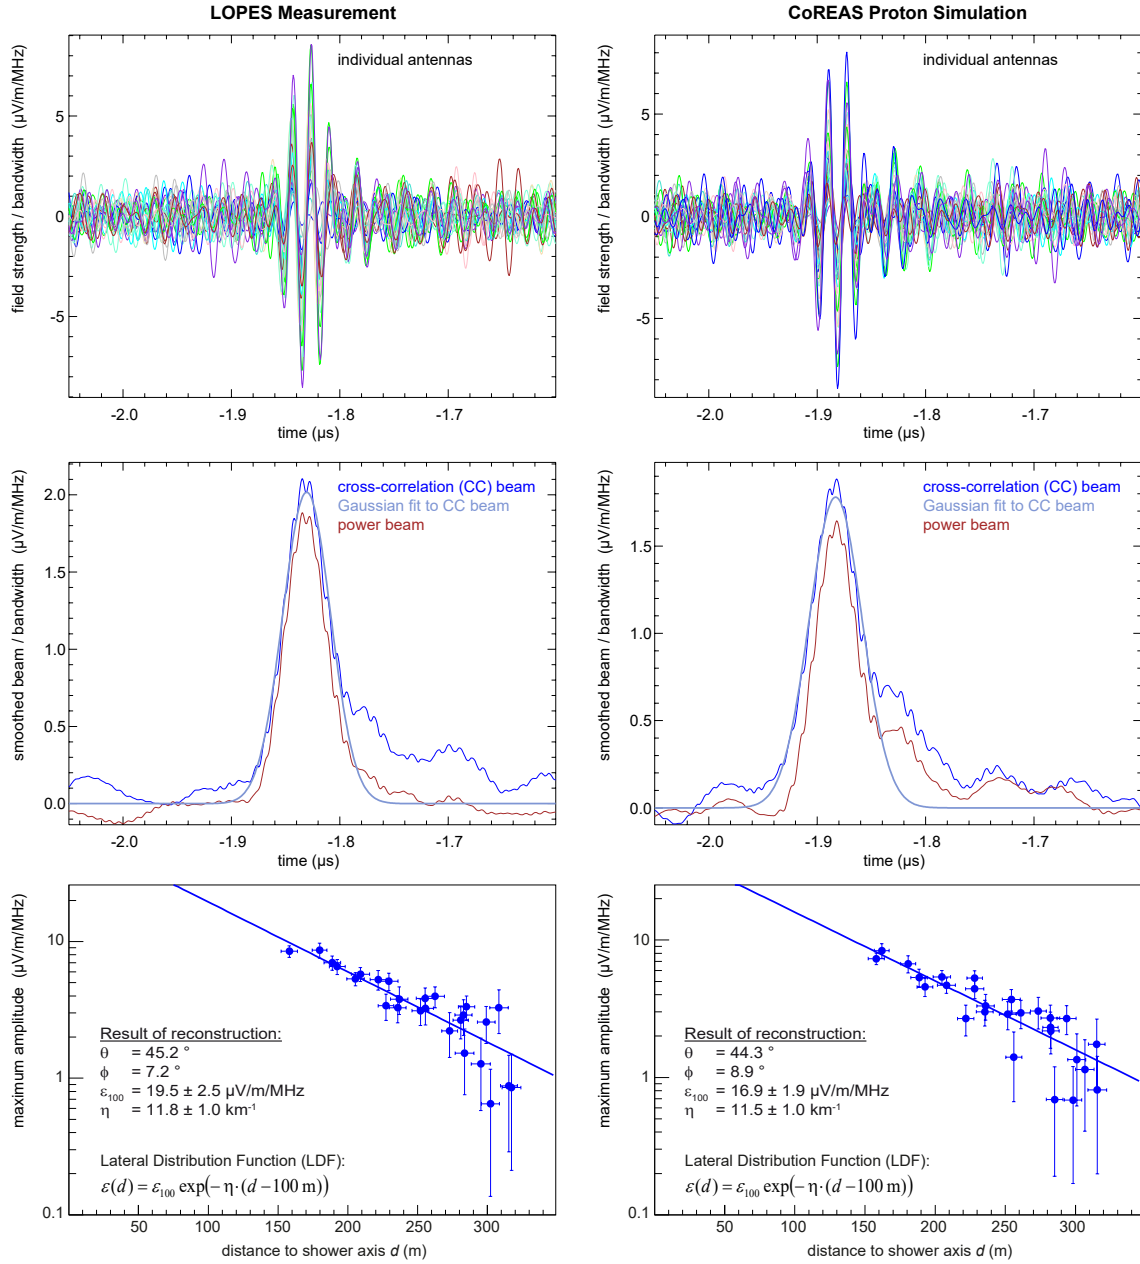 LOPES Measurement
CoREAS Proton Simulation
individual antennas
individual antennas
field strength / bandwidth (µV/m/MHz)
5
0
-5
-2.0 -1.9 -1.8 -1.7
time (µs)
field strength / bandwidth (µV/m/MHz)
5
0
-5
-2.0 -1.9 -1.8 -1.7
time (µs)
smoothed beam / bandwidth (µV/m/MHz)
cross-correlation (CC) beam
Gaussian fit to CC beam
power beam
2.0
1.5
1.0
0.5
0.0
-2.0 -1.9 -1.8 -1.7
time (µs)
smoothed beam / bandwidth (µV/m/MHz)
cross-correlation (CC) beam
Gaussian fit to CC beam
power beam
1.5
1.0
0.5
0.0
-2.0 -1.9 -1.8 -1.7
time (µs)
maximum amplitude (µV/m/MHz)
10
1
0.1
Result of reconstruction:
θ = 45.2 °
ϕ = 7.2 °
ε₁₀₀ = 19.5 ± 2.5 µV/m/MHz
η = 11.8 ± 1.0 km⁻¹
Lateral Distribution Function (LDF):
ε(d) = ε₁₀₀ exp(− η·(d − 100 m))
50 100 150 200 250 300
distance to shower axis d (m)
maximum amplitude (µV/m/MHz)
10
1
0.1
Result of reconstruction:
θ = 44.3 °
ϕ = 8.9 °
ε₁₀₀ = 16.9 ± 1.9 µV/m/MHz
η = 11.5 ± 1.0 km⁻¹
Lateral Distribution Function (LDF):
ε(d) = ε₁₀₀ exp(− η·(d − 100 m))
50 100 150 200 250 300
distance to shower axis d (m)